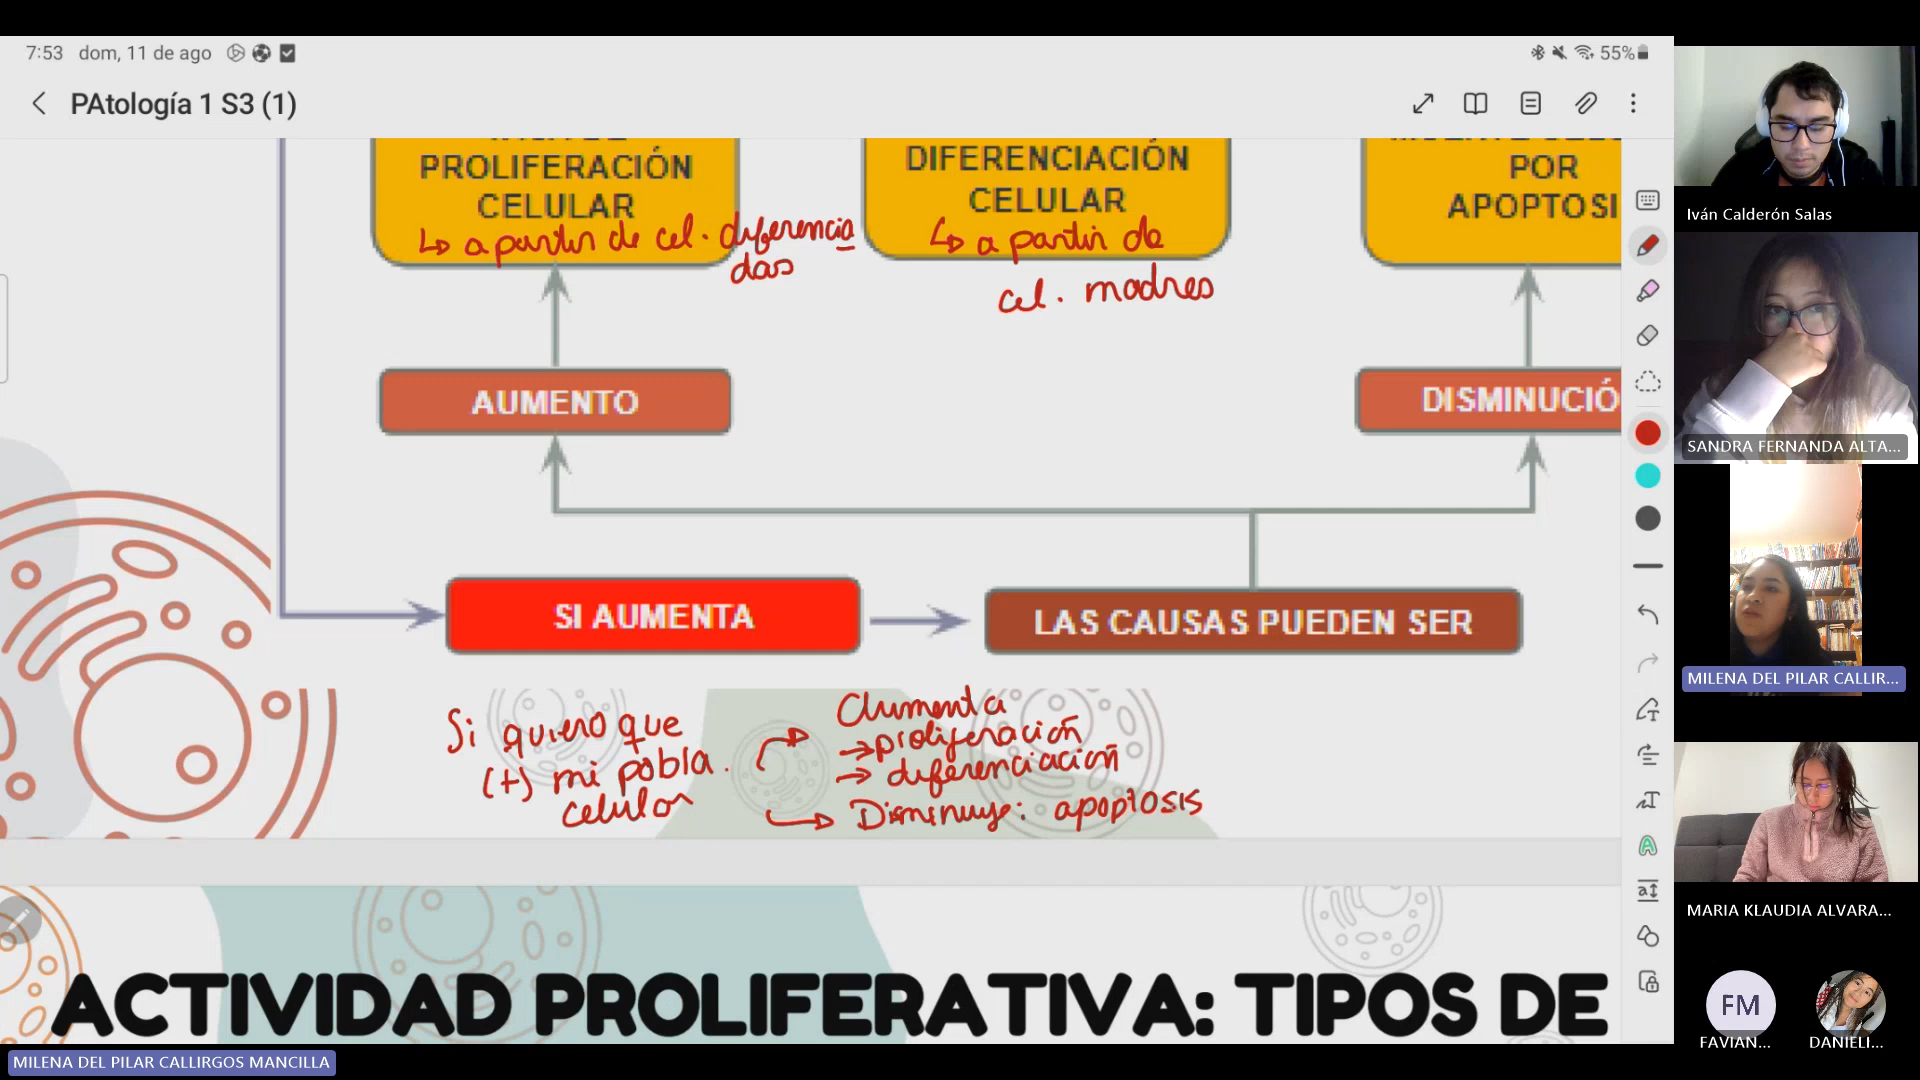 7:53 dom, 11 de ago
55%
PAtología 1 S3 (1)
PROLIFERACIÓN
CELULAR
↳ a partir de cel. diferencia
das
DIFERENCIACIÓN
CELULAR
↳ a partir de
cel. madres
POR
APOPTOSI
AUMENTO
DISMINUCIÓ
SI AUMENTA
LAS CAUSAS PUEDEN SER
Si quiero que
(+) mi pobla.
celular
Aumenta
→ proliferación
→ diferenciación
Disminuye: apoptosis
ACTIVIDAD PROLIFERATIVA: TIPOS DE
MILENA DEL PILAR CALLIRGOS MANCILLA
Iván Calderón Salas
SANDRA FERNANDA ALTA...
MILENA DEL PILAR CALLIR...
MARIA KLAUDIA ALVARA...
FM
FAVIAN...
DANIELI...